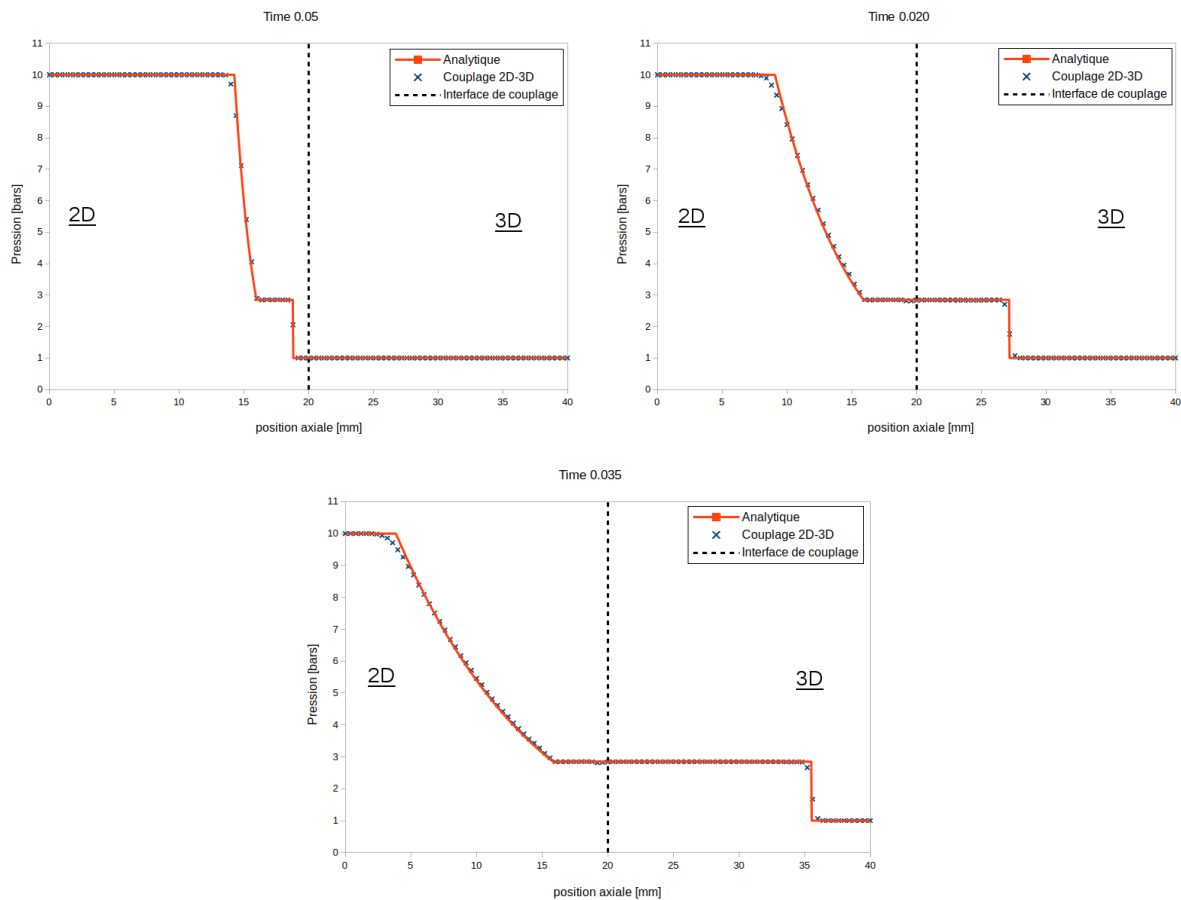 Time 0.05
11
10
9
8
7
6
5
4
3
2
1
0
Pression [bars]
Analytique
Couplage 2D-3D
Interface de couplage
2D
3D
0 5 10 15 20 25 30 35 40
position axiale [mm]
Time 0.020
11
10
9
8
7
6
5
4
3
2
1
0
Pression [bars]
Analytique
Couplage 2D-3D
Interface de couplage
2D
3D
0 5 10 15 20 25 30 35 40
position axiale [mm]
Time 0.035
11
10
9
8
7
6
5
4
3
2
1
0
Pression [bars]
Analytique
Couplage 2D-3D
Interface de couplage
2D
3D
0 5 10 15 20 25 30 35 40
position axiale [mm]